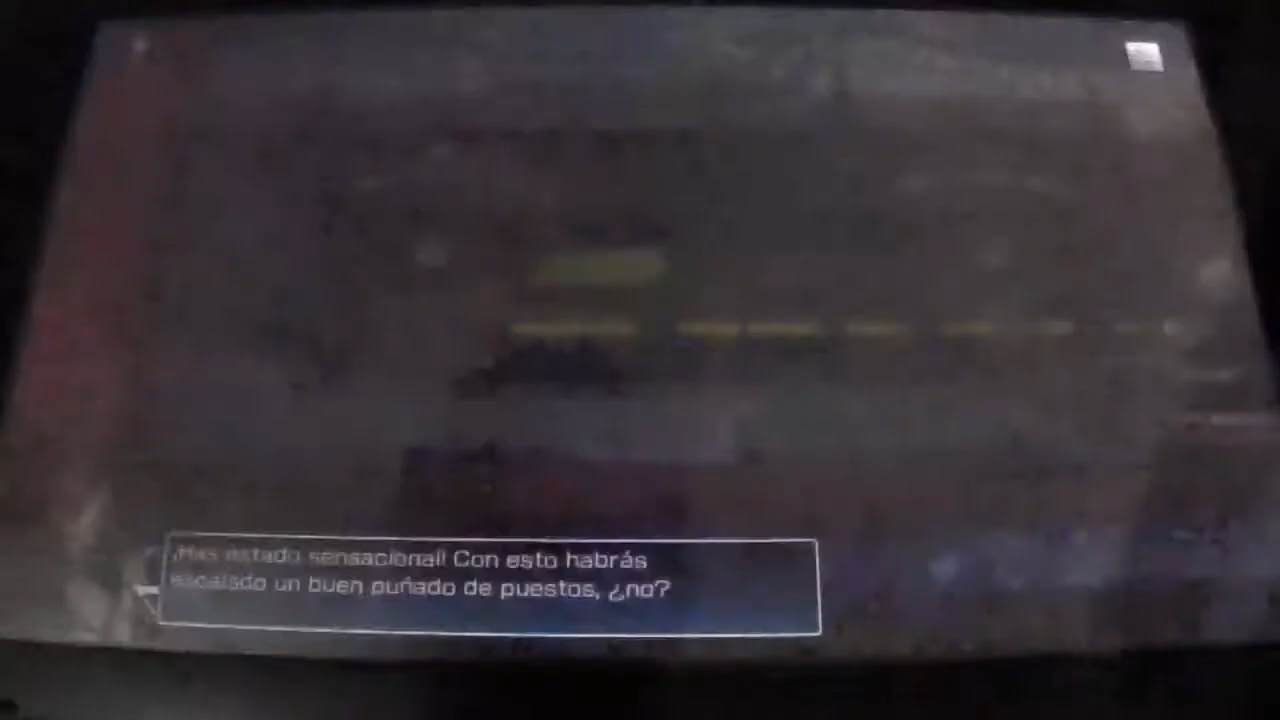 ¡Has estado sensacional! Con esto habrás
escalado un buen puñado de puestos, ¿no?